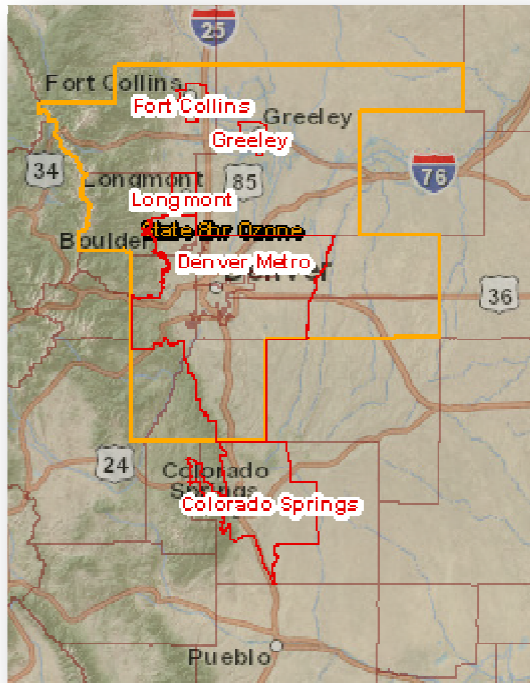 25
Fort Collins
Fort Collins
Greeley
Greeley
34
Longmont
85
76
Longmont
State 8hr Ozone
Boulder
Denver Metro
Denver
36
24
Colorado
Springs
Colorado Springs
Pueblo